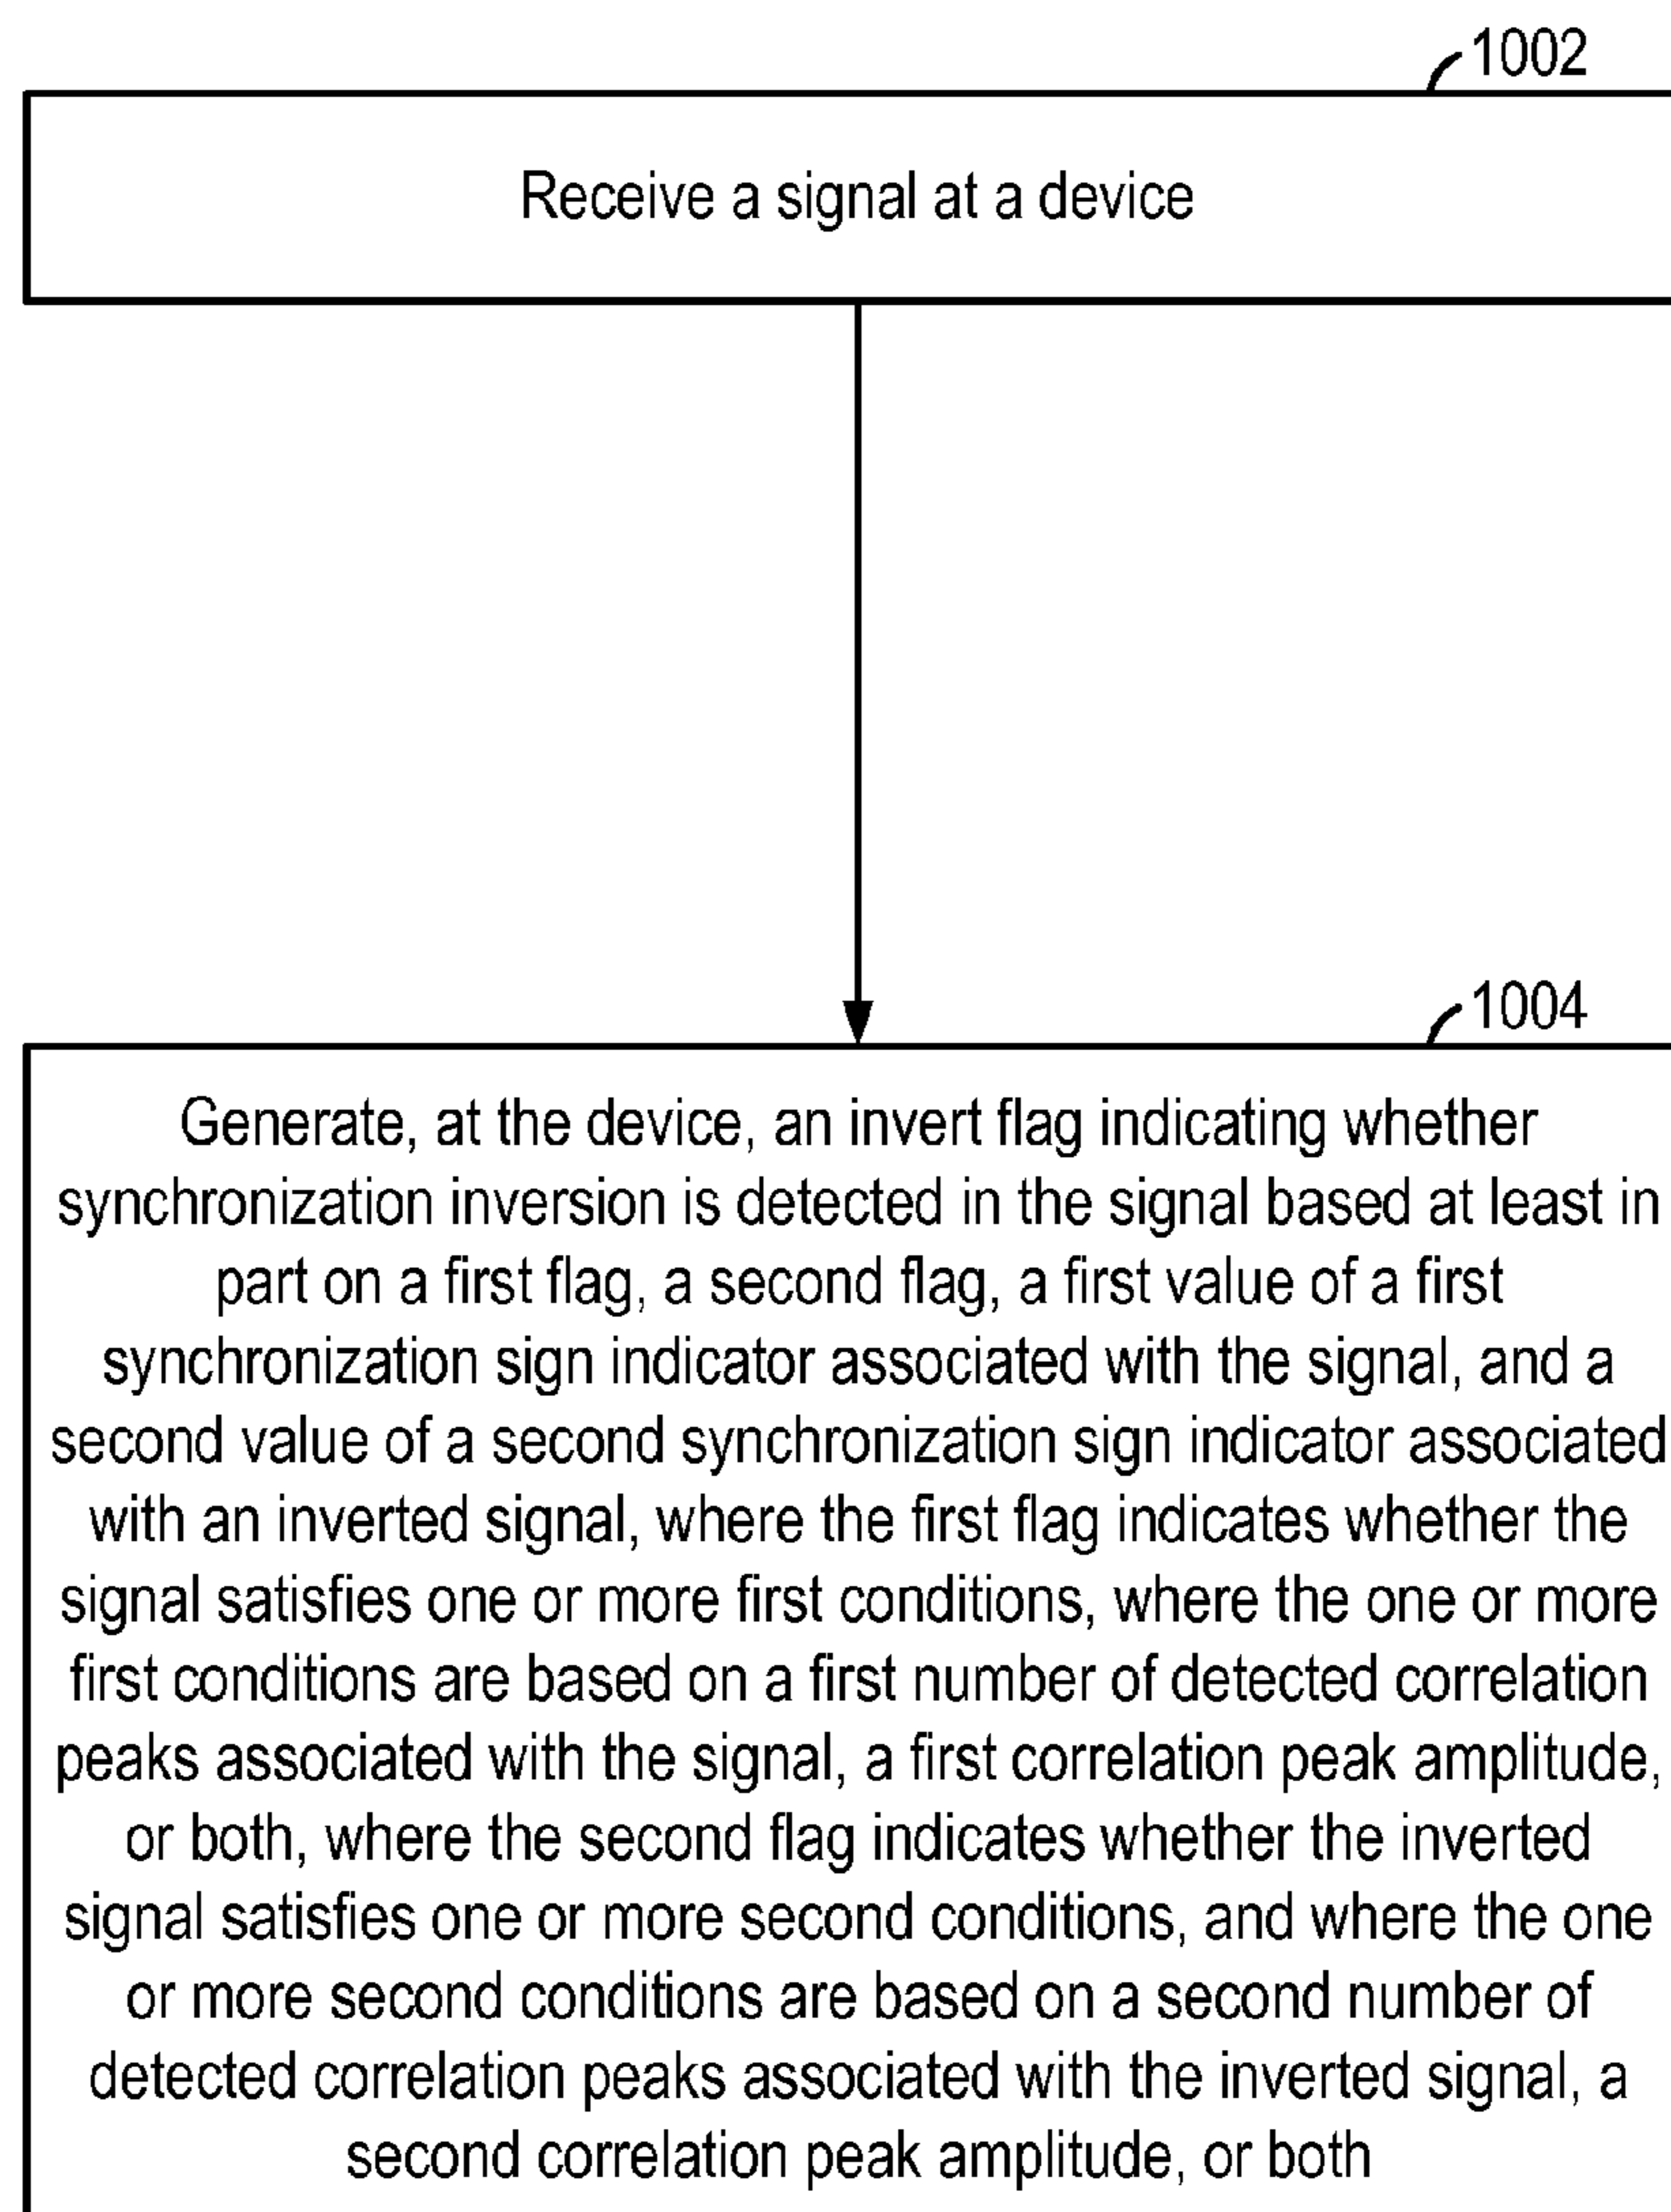 1002
Receive a signal at a device
1004
Generate, at the device, an invert flag indicating whether
synchronization inversion is detected in the signal based at least in
part on a first flag, a second flag, a first value of a first
synchronization sign indicator associated with the signal, and a
second value of a second synchronization sign indicator associated
with an inverted signal, where the first flag indicates whether the
signal satisfies one or more first conditions, where the one or more
first conditions are based on a first number of detected correlation
peaks associated with the signal, a first correlation peak amplitude,
or both, where the second flag indicates whether the inverted
signal satisfies one or more second conditions, and where the one
or more second conditions are based on a second number of
detected correlation peaks associated with the inverted signal, a
second correlation peak amplitude, or both